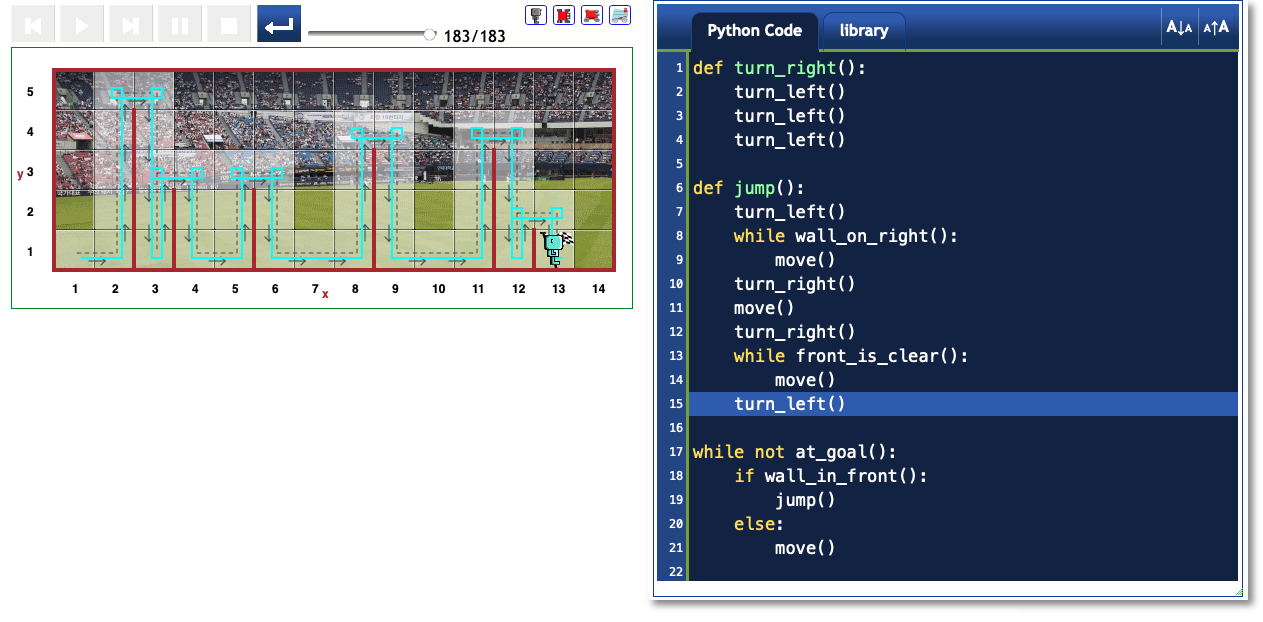 183/183
Python Code library A↓A A↑A
5
4
y 3
2
1
1 2 3 4 5 6 7 8 9 10 11 12 13 14
x
1 def turn_right():
2     turn_left()
3     turn_left()
4     turn_left()
5
6 def jump():
7     turn_left()
8     while wall_on_right():
9         move()
10     turn_right()
11     move()
12     turn_right()
13     while front_is_clear():
14         move()
15     turn_left()
16
17 while not at_goal():
18     if wall_in_front():
19         jump()
20     else:
21         move()
22